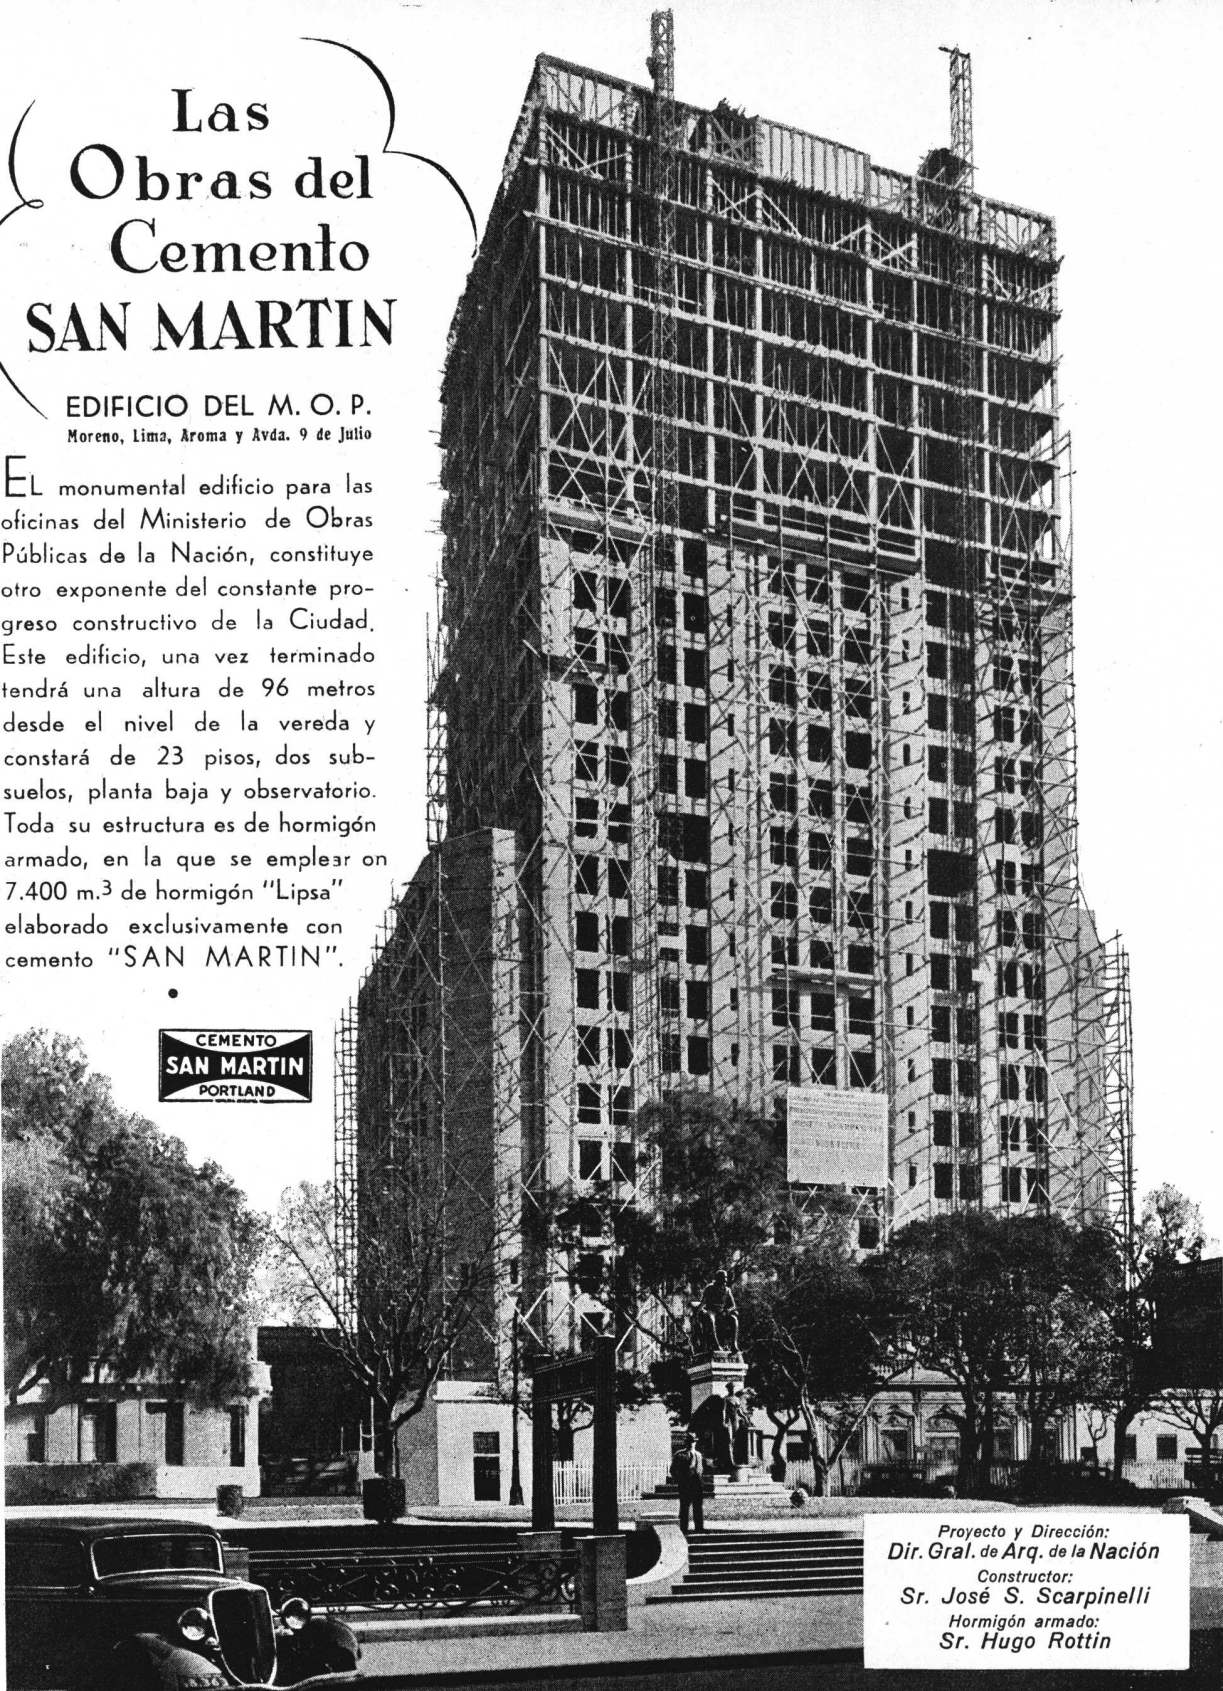 Las
Obras del
Cemento
SAN MARTIN
EDIFICIO DEL M. O. P.
Moreno, Lima, Aroma y Avda. 9 de Julio
EL monumental edificio para las
oficinas del Ministerio de Obras
Públicas de la Nación, constituye
otro exponente del constante pro-
greso constructivo de la Ciudad.
Este edificio, una vez terminado
tendrá una altura de 96 metros
desde el nivel de la vereda y
constará de 23 pisos, dos sub-
suelos, planta baja y observatorio.
Toda su estructura es de hormigón
armado, en la que se emplear on
7.400 m.³ de hormigón "Lipsa"
elaborado exclusivamente con
cemento "SAN MARTIN".
CEMENTO
SAN MARTIN
PORTLAND
Proyecto y Dirección:
Dir. Gral. de Arq. de la Nación
Constructor:
Sr. José S. Scarpinelli
Hormigón armado:
Sr. Hugo Rottin